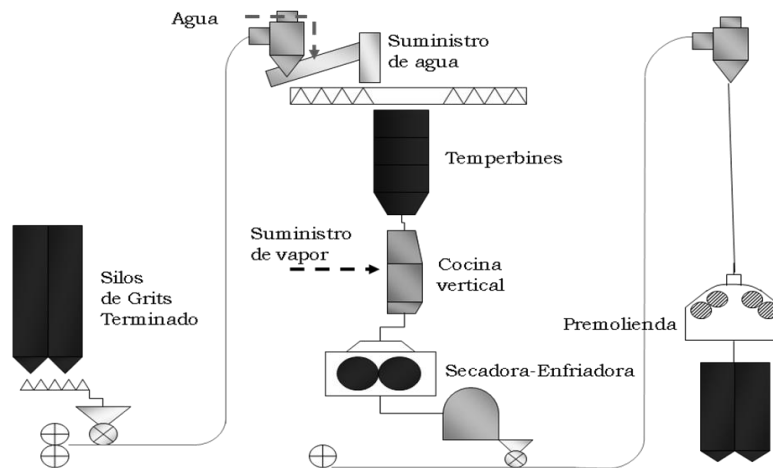 Agua
Suministro
de agua
Temperbines
Suministro
de vapor
Cocina
vertical
Silos
de Grits
Terminado
Premolienda
Secadora-Enfriadora